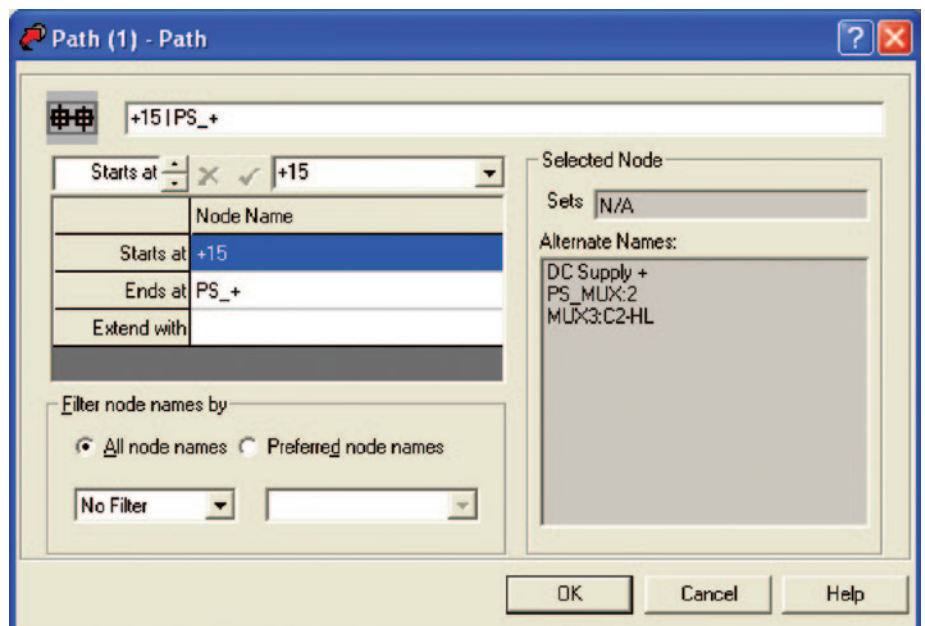 Path (1) - Path
+15 | PS_+
Starts at +15
Node Name
Starts at +15
Ends at PS_+
Extend with
Filter node names by
All node names Preferred node names
No Filter
Selected Node
Sets N/A
Alternate Names:
DC Supply +
PS_MUX:2
MUX3:C2-HL
OK Cancel Help